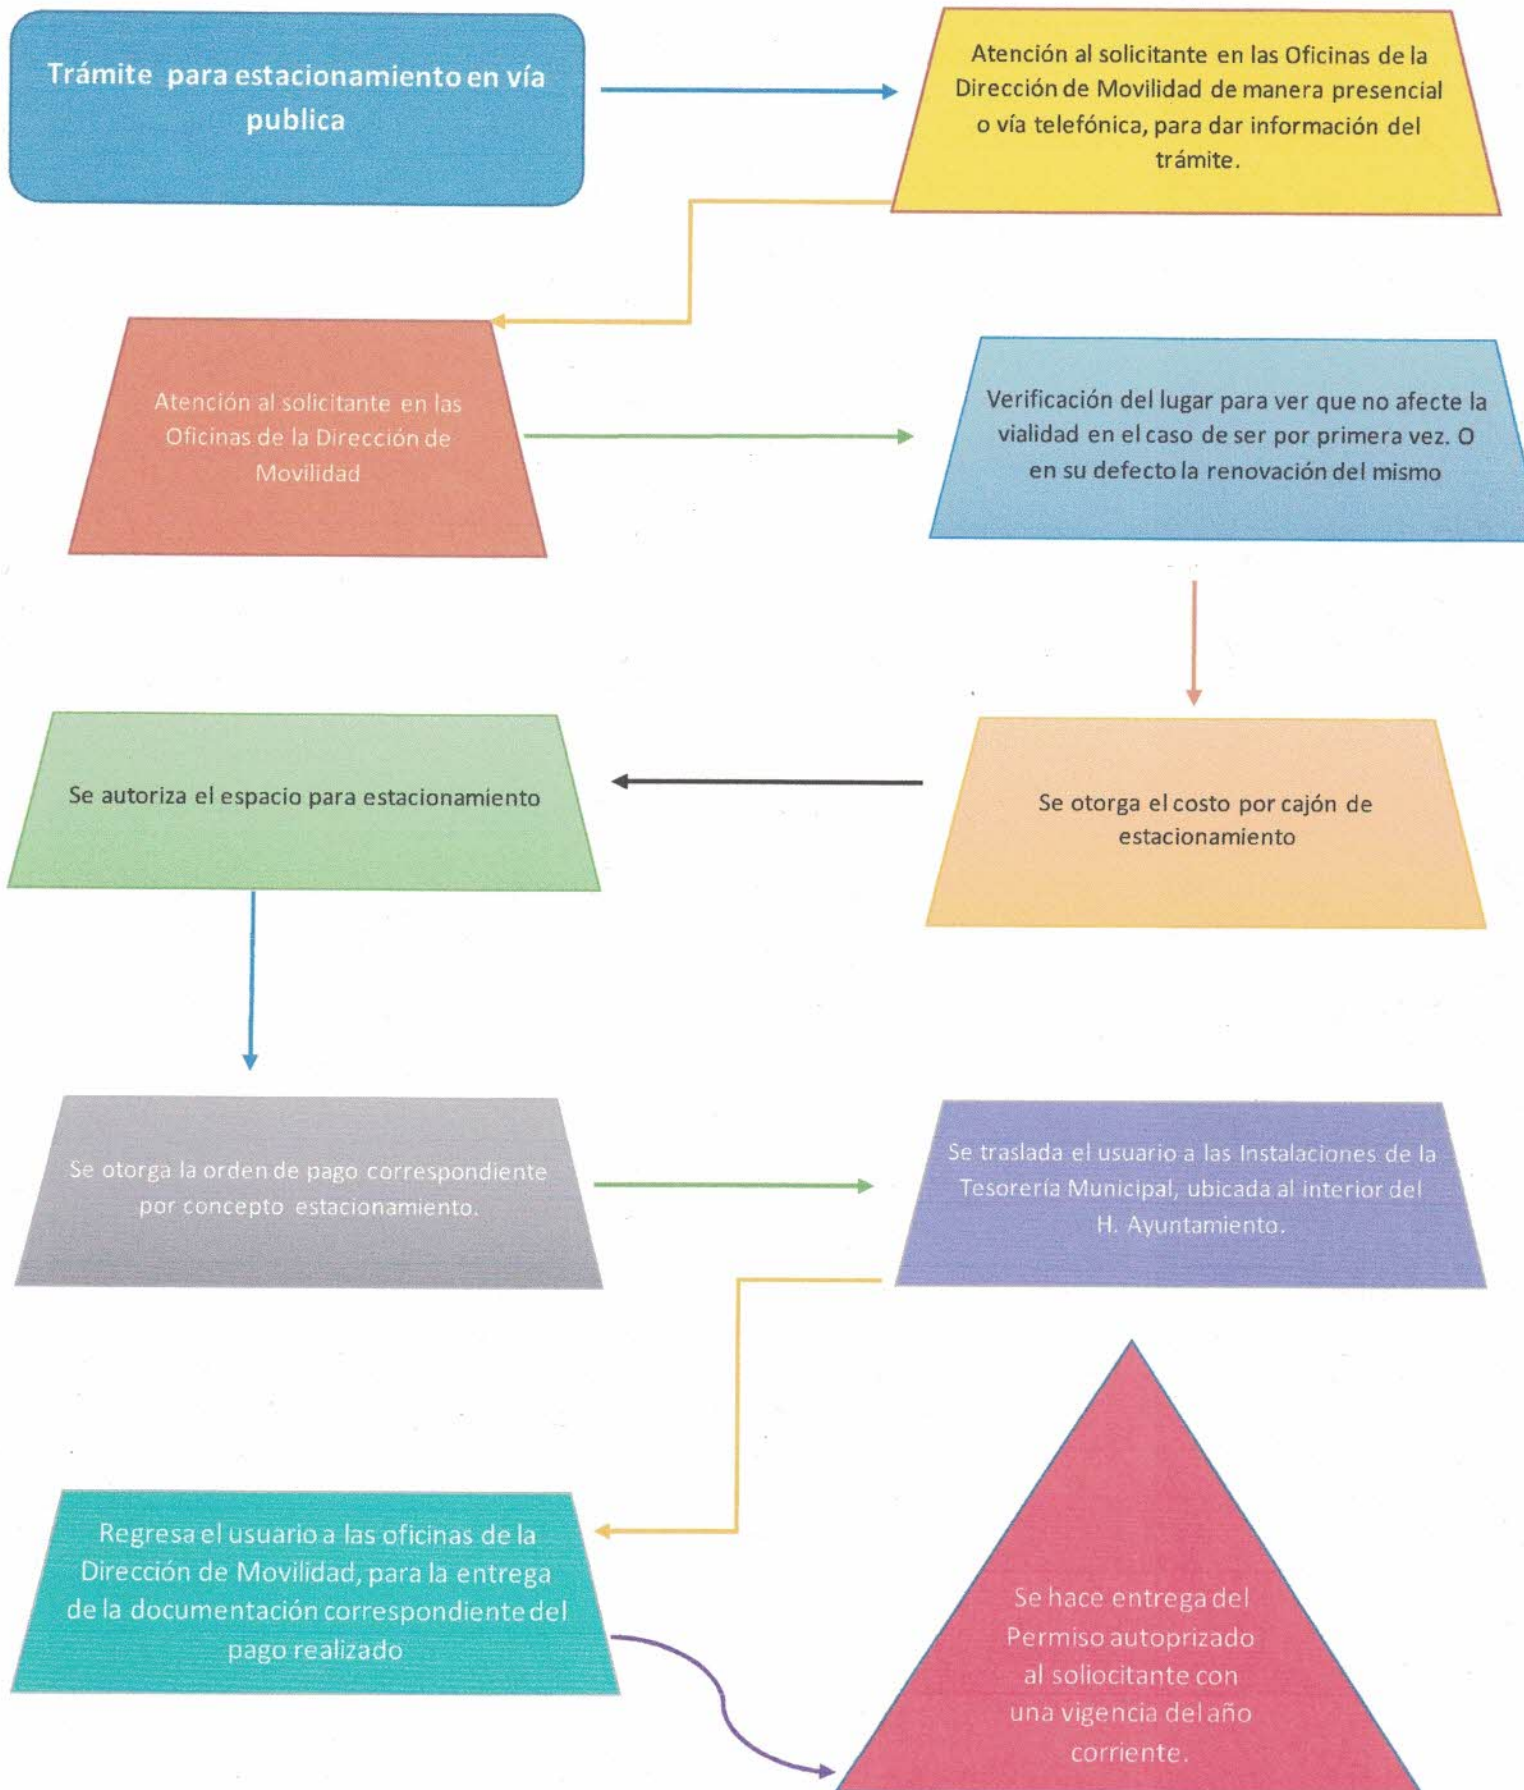 Trámite para estacionamiento en vía
publica
Atención al solicitante en las Oficinas de la
Dirección de Movilidad de manera presencial
o vía telefónica, para dar información del
trámite.
Atención al solicitante en las
Oficinas de la Dirección de
Movilidad
Verificación del lugar para ver que no afecte la
vialidad en el caso de ser por primera vez. O
en su defecto la renovación del mismo
Se otorga el costo por cajón de
estacionamiento
Se autoriza el espacio para estacionamiento
Se otorga la orden de pago correspondiente
por concepto estacionamiento.
Se traslada el usuario a las Instalaciones de la
Tesorería Municipal, ubicada al interior del
H. Ayuntamiento.
Regresa el usuario a las oficinas de la
Dirección de Movilidad, para la entrega
de la documentación correspondiente del
pago realizado
Se hace entrega del
Permiso autoprizado
al soliocitante con
una vigencia del año
corriente.